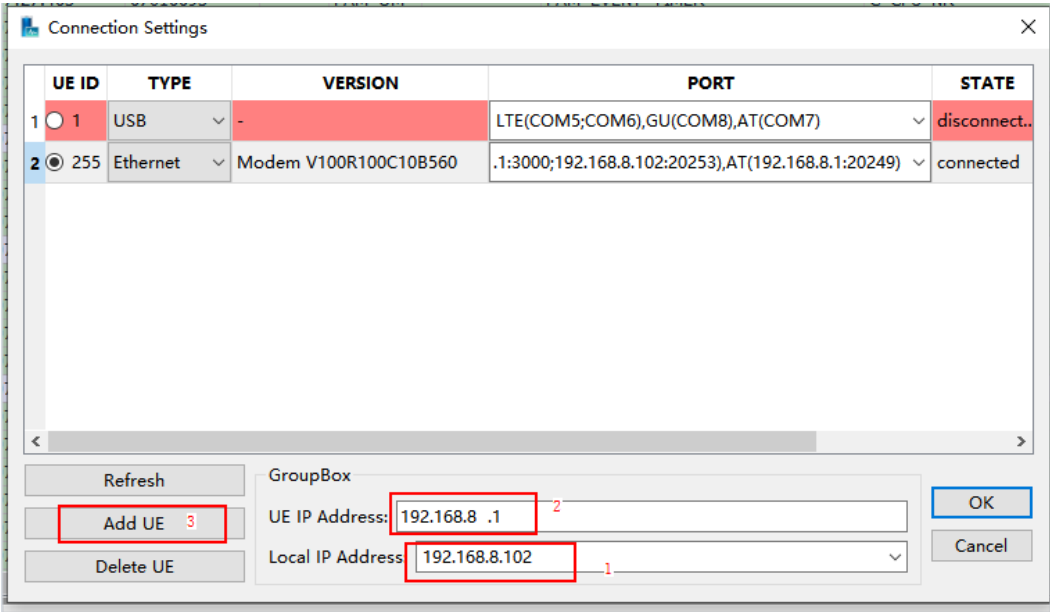 Connection Settings
UE ID TYPE VERSION PORT STATE
1 1 USB - LTE(COM5;COM6),GU(COM8),AT(COM7) disconnect..
2 255 Ethernet Modem V100R100C10B560 .1:3000;192.168.8.102:20253),AT(192.168.8.1:20249) connected
Refresh
GroupBox
Add UE 3
UE IP Address: 192.168.8 .1 2
OK
Delete UE
Local IP Address 192.168.8.102 1
Cancel